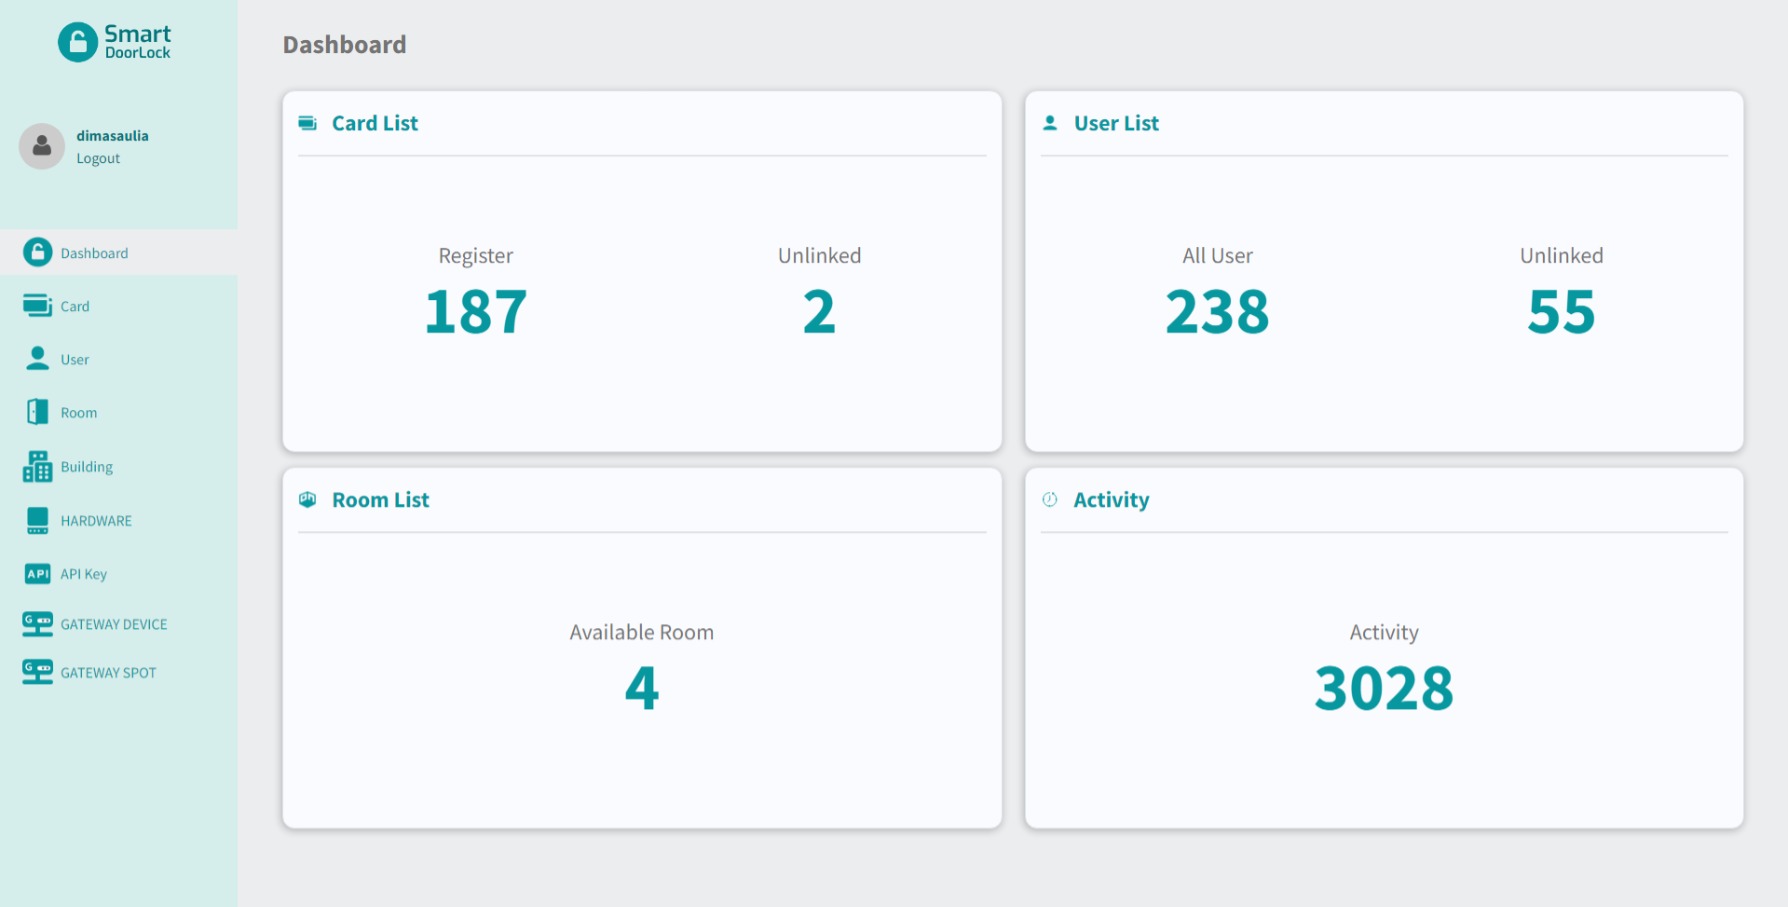 Smart
DoorLock
dimasaulia
Logout
Dashboard
Card
User
Room
Building
HARDWARE
API
API Key
G
GATEWAY DEVICE
G
GATEWAY SPOT
Dashboard
Card List
Register
187
Unlinked
2
User List
All User
238
Unlinked
55
Room List
Available Room
4
Activity
Activity
3028